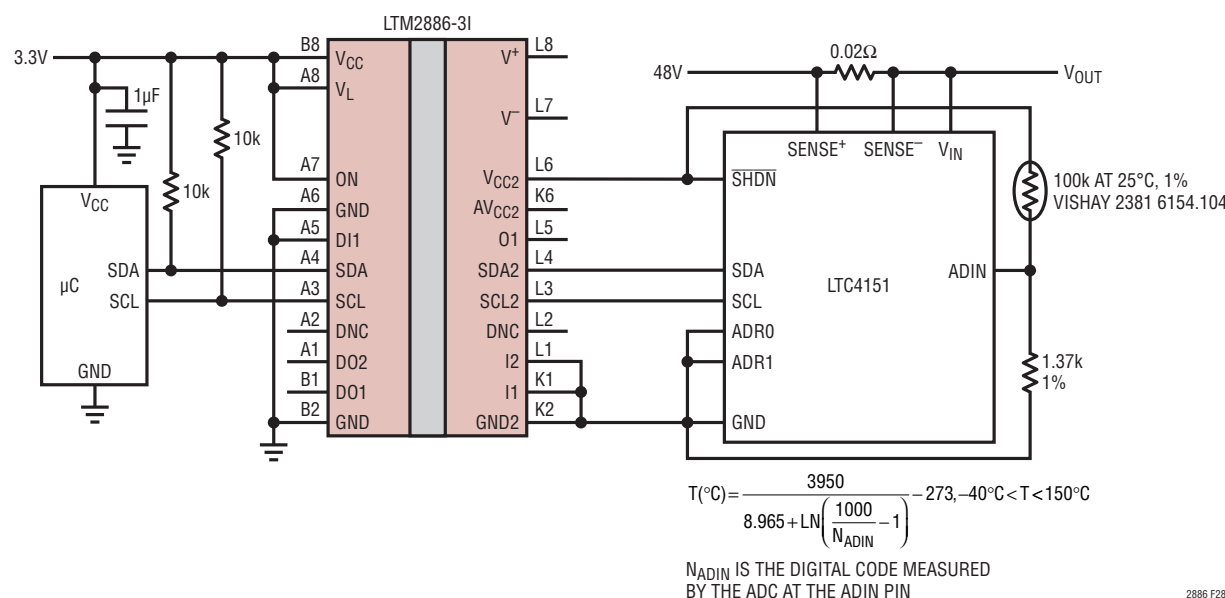 LTM2886-3I
3.3V
B8
VCC
A8
VL
1µF
10k
10k
A7
ON
A6
GND
A5
DI1
A4
SDA
A3
SCL
A2
DNC
A1
DO2
B1
DO1
B2
GND
VCC
µC
SDA
SCL
GND
V+
L8
V−
L7
VCC2
L6
AVCC2
K6
O1
L5
SDA2
L4
SCL2
L3
DNC
L2
I2
L1
I1
K1
GND2
K2
48V
0.02Ω
VOUT
SENSE+
SENSE−
VIN
SHDN
SDA
SCL
ADR0
ADR1
GND
LTC4151
ADIN
100k AT 25°C, 1%
VISHAY 2381 6154.104
1.37k
1%
T(°C) = 3950 / (8.965 + LN(1000/NADIN − 1)) − 273, −40°C < T < 150°C
NADIN IS THE DIGITAL CODE MEASURED
BY THE ADC AT THE ADIN PIN
2886 F28